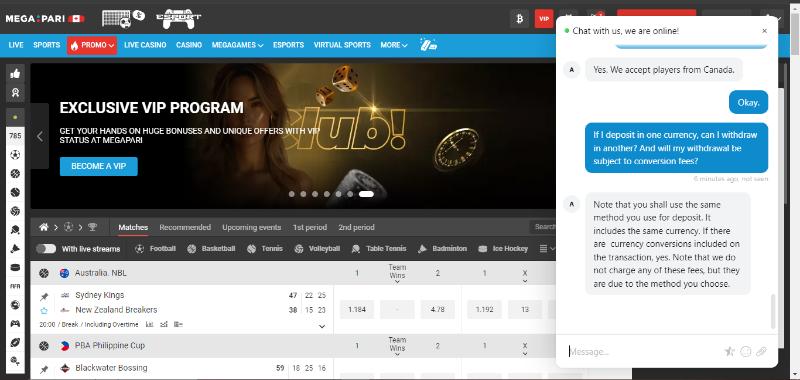 MEGAPARI
ESPORT
VIP
LIVE SPORTS PROMO LIVE CASINO CASINO MEGAGAMES ESPORTS VIRTUAL SPORTS MORE
785
FIFA
EXCLUSIVE VIP PROGRAM
GET YOUR HANDS ON HUGE BONUSES AND UNIQUE OFFERS WITH VIP
STATUS AT MEGAPARI
BECOME A VIP
club!
Matches Recommended Upcoming events 1st period 2nd period Search
With live streams Football Basketball Tennis Volleyball Table Tennis Badminton Ice Hockey
Australia. NBL 1 Team Wins 2 1 X
Sydney Kings 47 22 25
New Zealand Breakers 38 15 23
1.184 - 4.78 1.192 13
20:00 / Break / Including Overtime
PBA Philippine Cup 1 Team Wins 2 1 X
Blackwater Bossing 59 18 25 16
Chat with us, we are online!
×
A
Yes. We accept players from Canada.
Okay.
If I deposit in one currency, can I withdraw
in another? And will my withdrawal be
subject to conversion fees?
6 minutes ago, not seen
A
Note that you shall use the same
method you use for deposit. It
includes the same currency. If there
are currency conversions included on
the transaction, yes. Note that we do
not charge any of these fees, but they
are due to the method you choose.
Message...